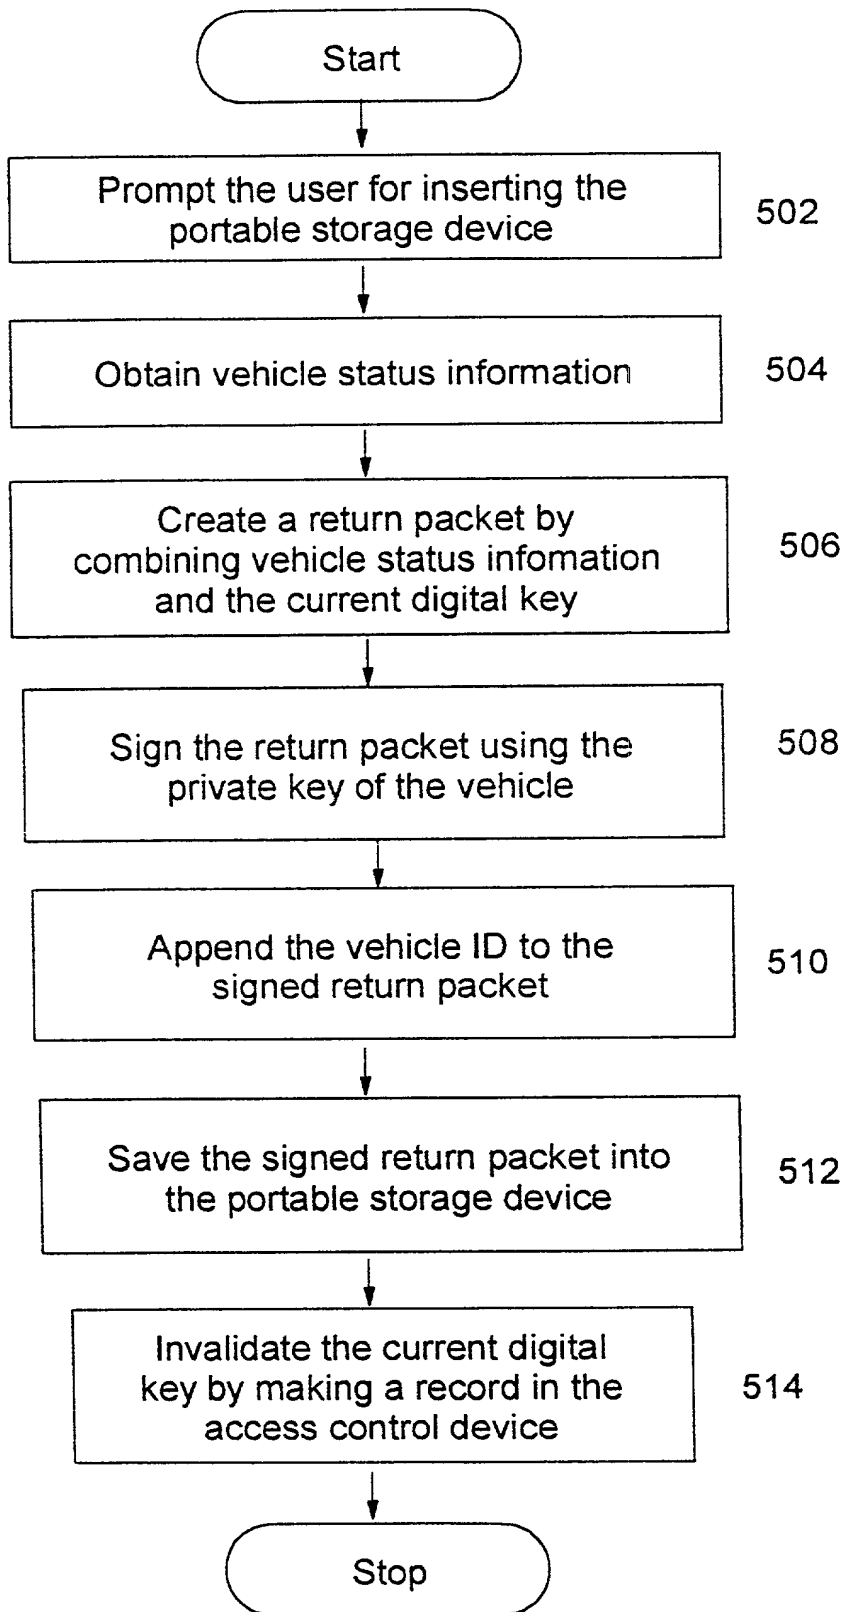 Start
Prompt the user for inserting the
portable storage device
502
Obtain vehicle status information
504
Create a return packet by
combining vehicle status infomation
and the current digital key
506
Sign the return packet using the
private key of the vehicle
508
Append the vehicle ID to the
signed return packet
510
Save the signed return packet into
the portable storage device
512
Invalidate the current digital
key by making a record in the
access control device
514
Stop